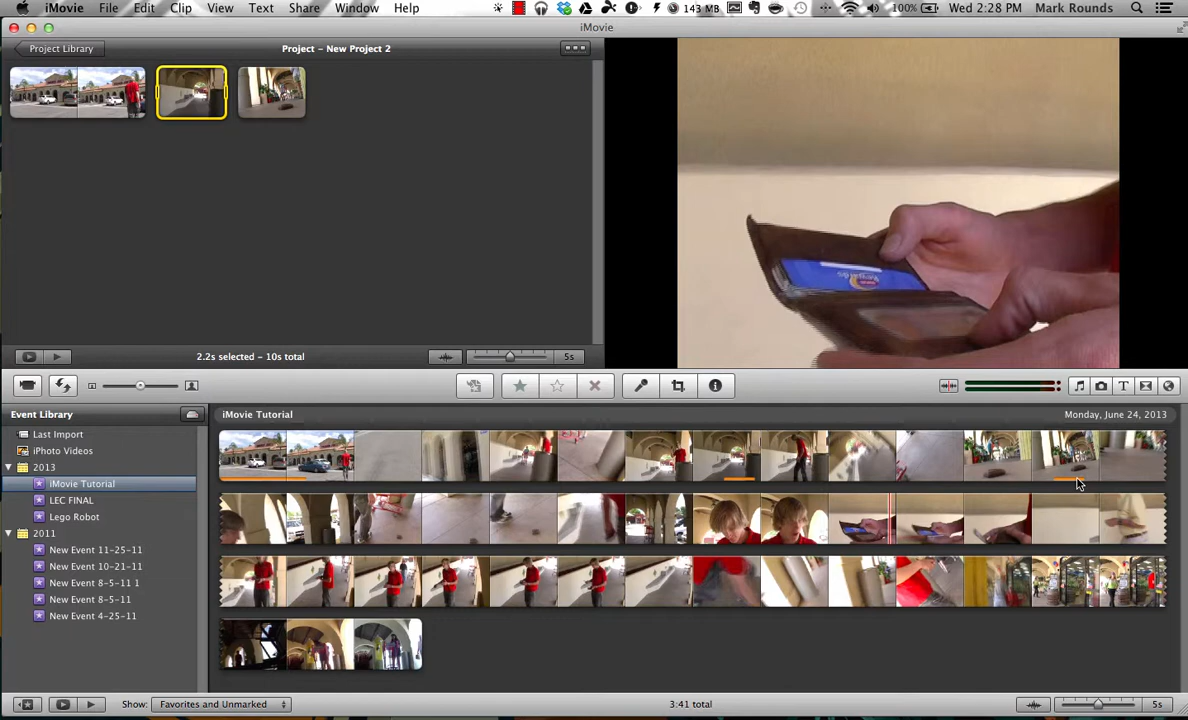 iMovie File Edit Clip View Text Share Window Help 143 MB 100% Wed 2:28 PM Mark Rounds
iMovie
Project Library
Project – New Project 2
2.2s selected – 10s total
5s
Event Library
iMovie Tutorial
Monday, June 24, 2013
Last Import
iPhoto Videos
2013
iMovie Tutorial
LEC FINAL
Lego Robot
2011
New Event 11-25-11
New Event 10-21-11
New Event 8-5-11 1
New Event 8-5-11
New Event 4-25-11
Show: Favorites and Unmarked
3:41 total
5s